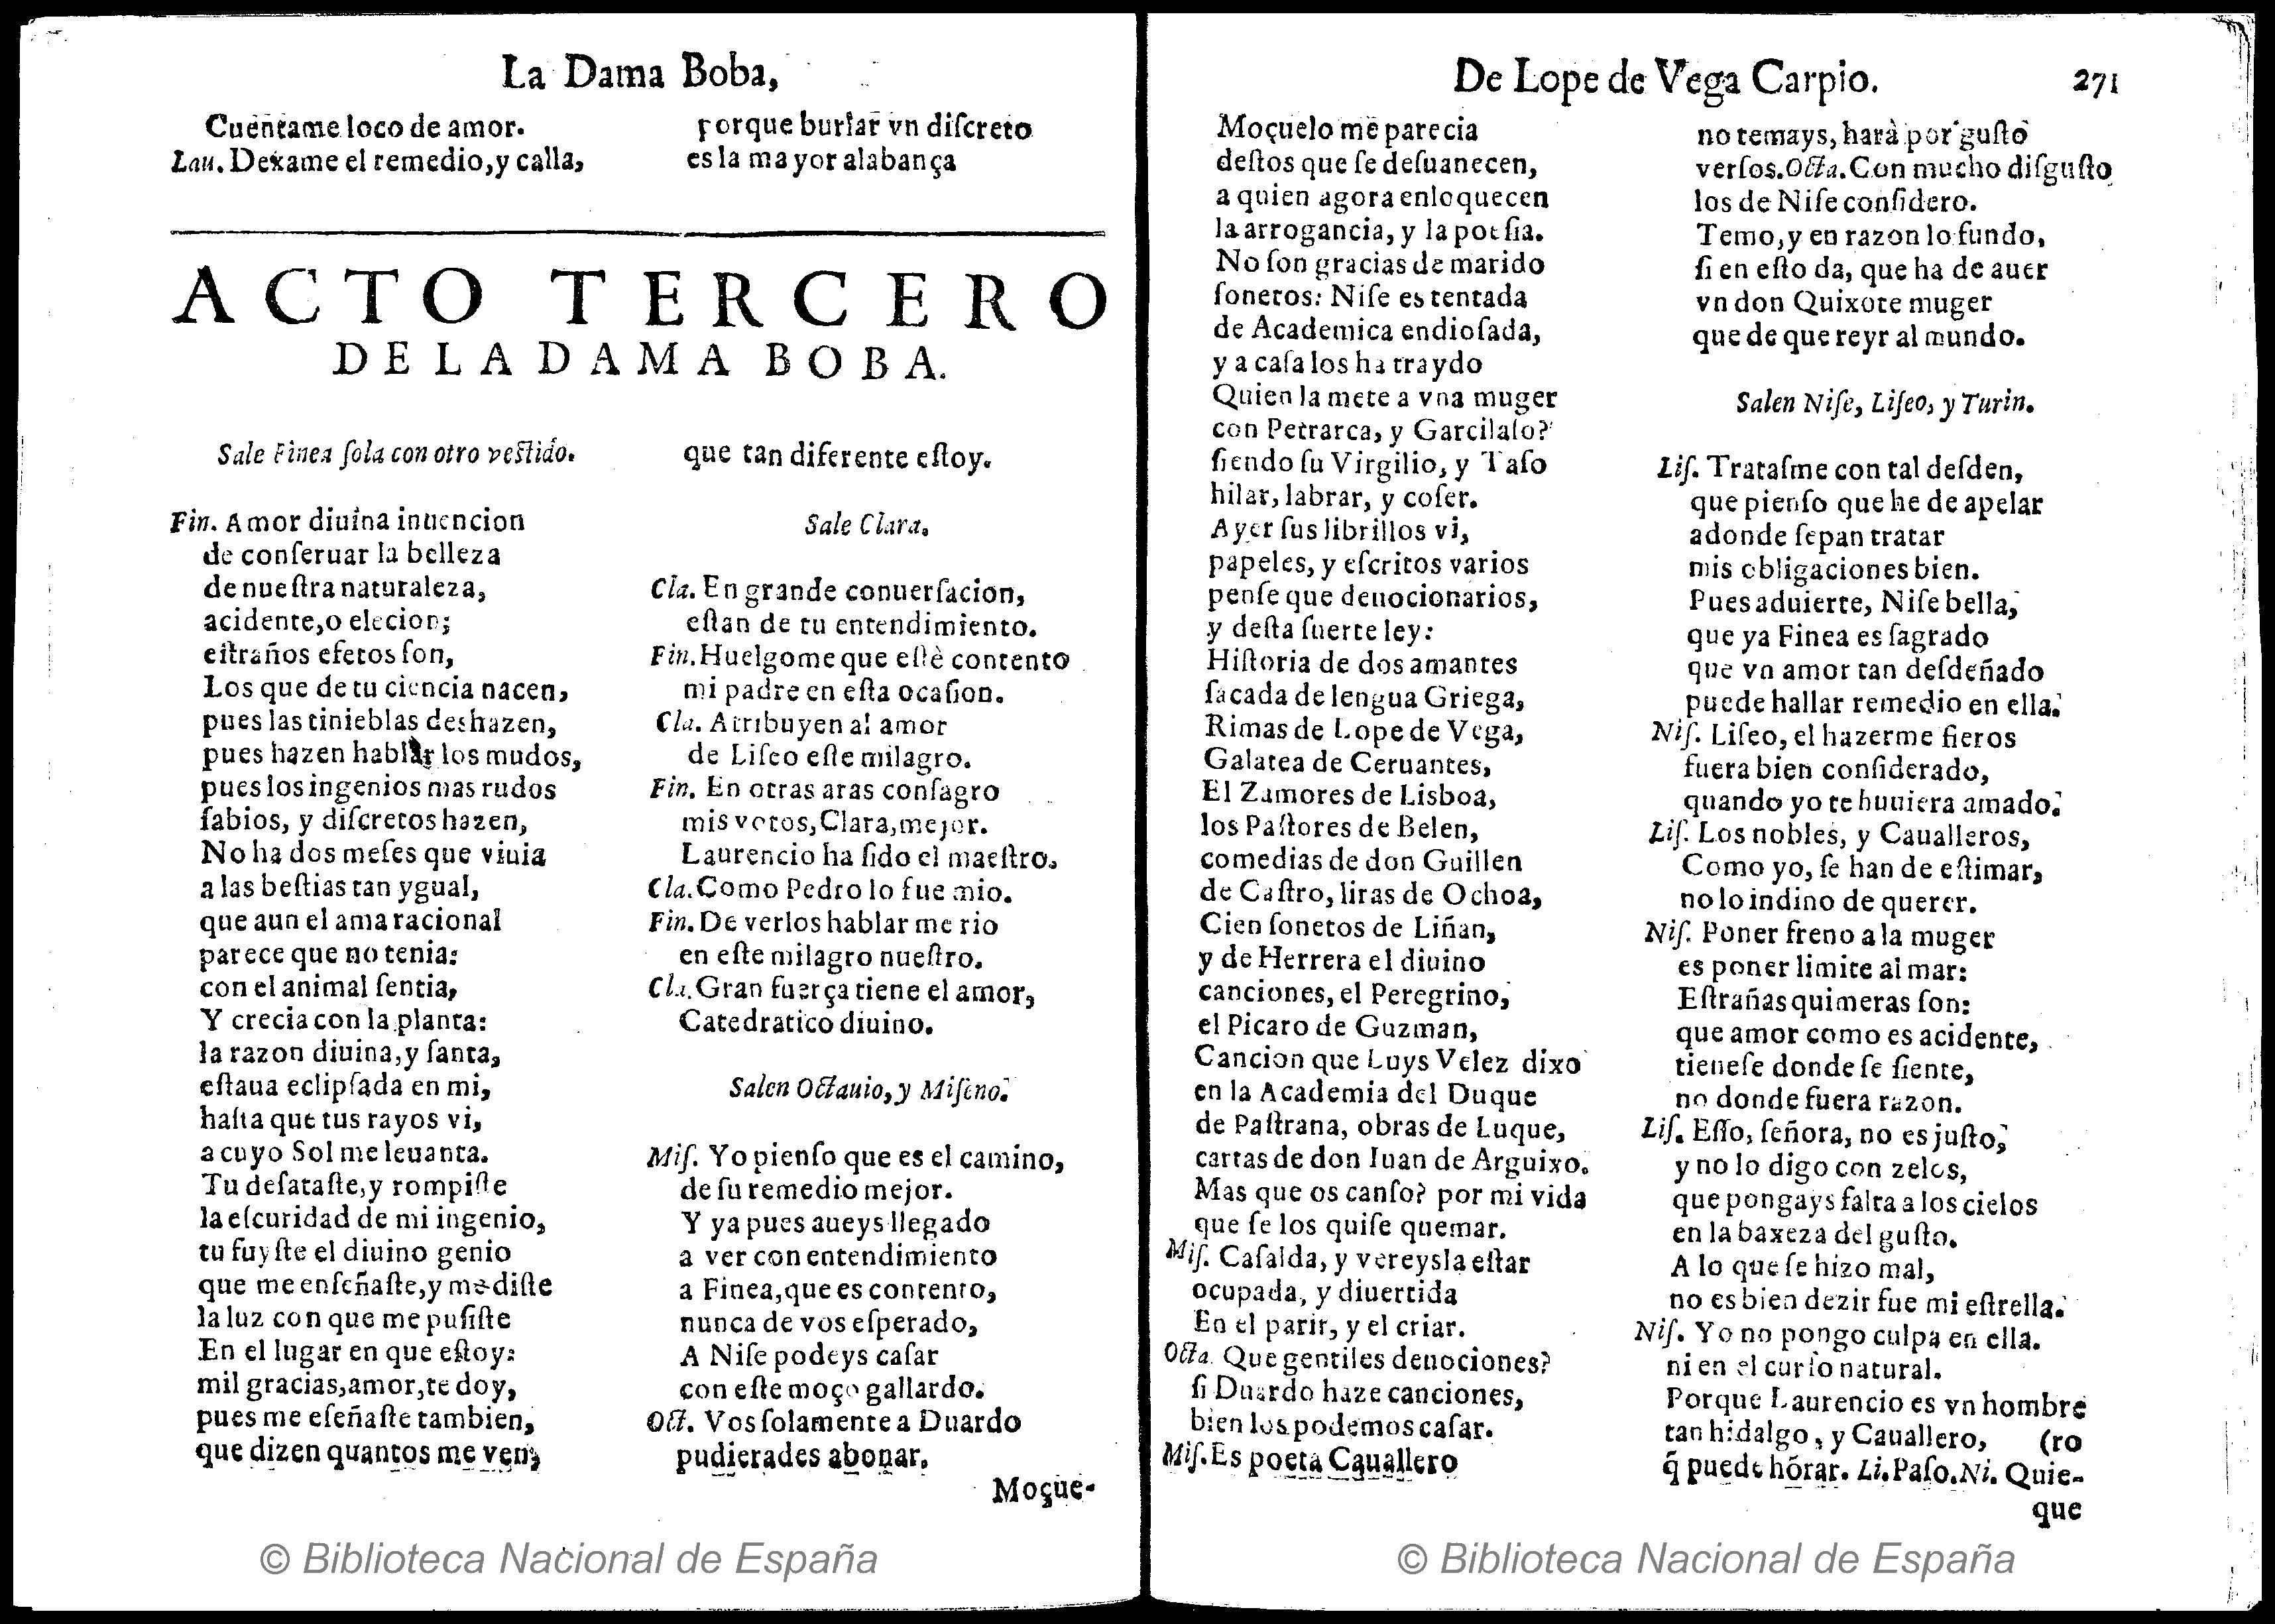 La Dama Boba,
Cuentame loco de amor.
Lau. Dexame el remedio, y calla,
porque burlar vn diſcreto
es la mayor alabança
ACTO TERCERO
DE LA DAMA BOBA.
Sale Finea ſola con otro veſtido.
Fin. Amor diuina inuencion
de conſeruar la belleza
de nueſtra naturaleza,
acidente, o elecion;
eſtraños efetos ſon,
Los que de tu ciencia nacen,
pues las tinieblas deshazen,
pues hazen hablar los mudos,
pues los ingenios mas rudos
ſabios, y diſcretos hazen,
No ha dos meſes que viuia
a las beſtias tan ygual,
que aun el ama racional
parece que no tenia:
con el animal ſentia,
Y crecia con la planta:
la razon diuina, y ſanta,
eſtaua eclipſada en mi,
haſta que tus rayos vi,
a cuyo Sol me leuanta.
Tu deſataſte, y rompiſte
la eſcuridad de mi ingenio,
tu fuyſte el diuino genio
que me enſeñaſte, y me diſte
la luz con que me puſiſte
En el lugar en que eſtoy:
mil gracias, amor, te doy,
pues me eſeñaſte tambien,
que dizen quantos me ven,
que tan diferente eſtoy.
Sale Clara.
Cla. En grande conuerſacion,
eſtan de tu entendimiento.
Fin. Huelgome que eſtè contento
mi padre en eſta ocaſion.
Cla. Atribuyen al amor
de Liſeo eſte milagro.
Fin. En otras aras conſagro
mis votos, Clara, mejor.
Laurencio ha ſido el maeſtro,
Cla. Como Pedro lo fue mio.
Fin. De verlos hablar me rio
en eſte milagro nueſtro.
Cla. Gran fuerça tiene el amor,
Catedratico diuino.
Salen Octauio, y Miſeno.
Miſ. Yo pienſo que es el camino,
de ſu remedio mejor.
Y ya pues aueys llegado
a ver con entendimiento
a Finea, que es contento,
nunca de vos eſperado,
A Niſe podeys caſar
con eſte moço gallardo.
Oct. Vos ſolamente a Duardo
pudierades abonar,
Moçue-
De Lope de Vega Carpio. 271
Moçuelo me parecia
deſtos que ſe deſuanecen,
a quien agora enloquecen
la arrogancia, y la poeſia.
No ſon gracias de marido
ſonetos: Niſe es tentada
de Academica endioſada,
y a caſa los ha traydo
Quien la mete a vna muger
con Petrarca, y Garcilaſo?
ſiendo ſu Virgilio, y Taſo
hilar, labrar, y coſer.
Ayer ſus librillos vi,
papeles, y eſcritos varios
penſe que deuocionarios,
y deſta ſuerte ley:
Hiſtoria de dos amantes
ſacada de lengua Griega,
Rimas de Lope de Vega,
Galatea de Ceruantes,
El Zamores de Lisboa,
los Paſtores de Belen,
comedias de don Guillen
de Caſtro, liras de Ochoa,
Cien ſonetos de Liñan,
y de Herrera el diuino
canciones, el Peregrino,
el Picaro de Guzman,
Cancion que Luys Velez dixo
en la Academia del Duque
de Paſtrana, obras de Luque,
cartas de don Iuan de Arguixo.
Mas que os canſo? por mi vida
que ſe los quiſe quemar.
Miſ. Caſalda, y vereysla eſtar
ocupada, y diuertida
En el parir, y el criar.
Octa. Que gentiles deuociones?
ſi Duardo haze canciones,
bien los podemos caſar.
Miſ. Es poeta Cauallero
no temays, harà por guſto
verſos. Octa. Con mucho diſguſto
los de Niſe conſidero.
Temo, y en razon lo fundo,
ſi en eſto da, que ha de auer
vn don Quixote muger
que de que reyr al mundo.
Salen Niſe, Liſeo, y Turin.
Liſ. Trataſme con tal deſden,
que pienſo que he de apelar
adonde ſepan tratar
mis obligaciones bien.
Pues aduierte, Niſe bella,
que ya Finea es ſagrado
que vn amor tan deſdeñado
puede hallar remedio en ella.
Niſ. Liſeo, el hazerme fieros
fuera bien conſiderado,
quando yo te huuiera amado.
Liſ. Los nobles, y Caualleros,
Como yo, ſe han de eſtimar,
no lo indino de querer.
Niſ. Poner freno a la muger
es poner limite al mar:
Eſtrañas quimeras ſon:
que amor como es acidente,
tieneſe donde ſe ſiente,
no donde fuera razon.
Liſ. Eſſo, ſeñora, no es juſto,
y no lo digo con zelos,
que pongays falta a los cielos
en la baxeza del guſto.
A lo que ſe hizo mal,
no es bien dezir fue mi eſtrella.
Niſ. Yo no pongo culpa en ella.
ni en el curſo natural.
Porque Laurencio es vn hombre
tan hidalgo, y Cauallero, (ro
q̃ puede hõrar. Li. Paſo. Ni. Quie-
que
© Biblioteca Nacional de España
© Biblioteca Nacional de España